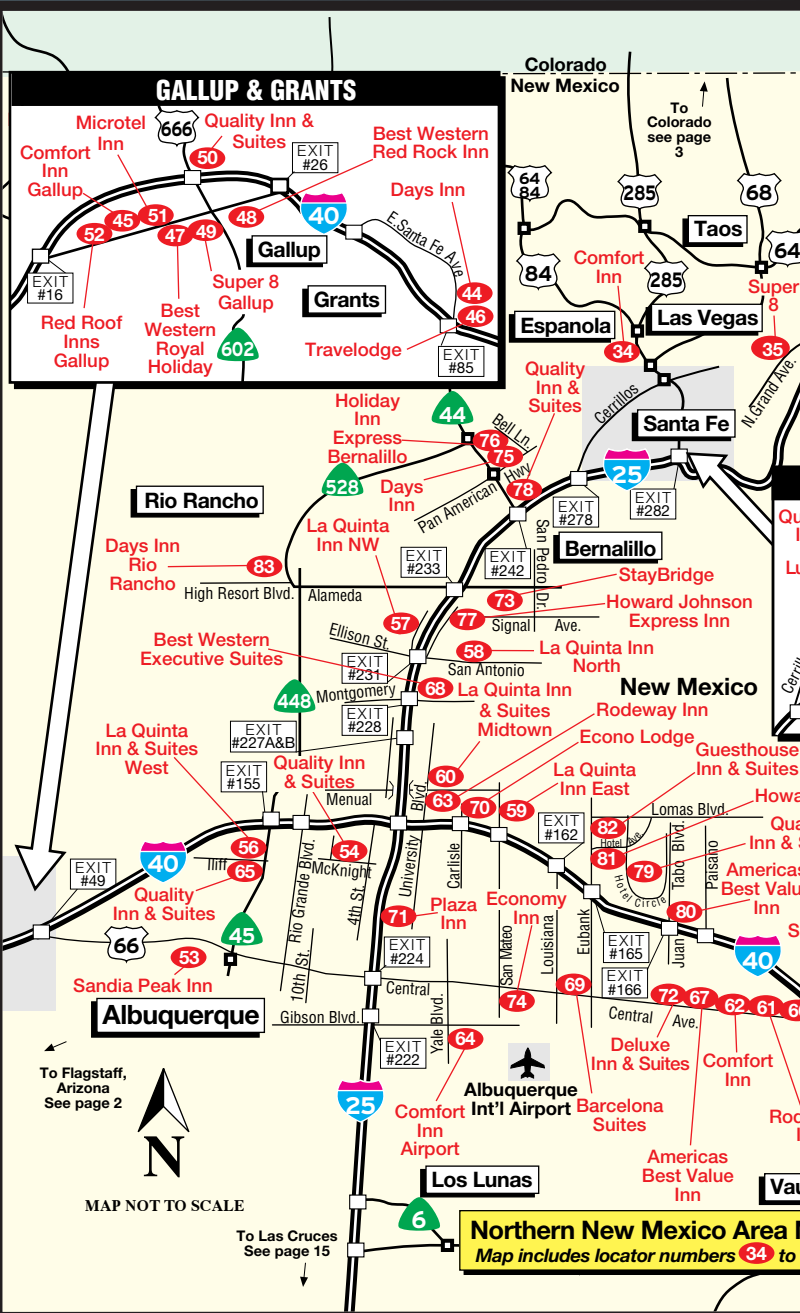 Colorado
New Mexico
To
Colorado
see page
3
GALLUP & GRANTS
666
Microtel
Inn
Quality Inn &
Suites
50
EXIT
#26
Best Western
Red Rock Inn
Comfort
Inn
Gallup
45
51
52
47
49
48
40
Days Inn
E.Santa Fe Ave.
Gallup
EXIT
#16
Super 8
Gallup
Grants
44
46
Red Roof
Inns
Gallup
Best
Western
Royal
Holiday
602
Travelodge
EXIT
#85
64
84
285
68
Taos
64
84
Comfort
Inn
285
Super
8
Espanola
Las Vegas
34
35
N.Grand Ave.
Quality
Inn &
Suites
Cerrillos
Santa Fe
Holiday
Inn
Express
Bernalillo
44
Bell Ln.
76
75
Hwy
Pan American
528
Days
Inn
78
25
EXIT
#278
EXIT
#282
Rio Rancho
La Quinta
Inn NW
San Pedro Dr.
Bernalillo
Days Inn
Rio
Rancho
83
EXIT
#233
EXIT
#242
High Resort Blvd.
Alameda
StayBridge
73
57
77
Howard Johnson
Express Inn
Signal
Ave.
Best Western
Executive Suites
Ellison St.
58
La Quinta Inn
North
EXIT
#231
San Antonio
New Mexico
448
Montgomery
68
La Quinta Inn
& Suites
Midtown
Rodeway Inn
EXIT
#228
EXIT
#227A&B
La Quinta
Inn & Suites
West
Econo Lodge
Quality Inn
& Suites
EXIT
#155
60
La Quinta
Inn East
Guesthouse
Inn & Suites
Menual
Blvd.
63
70
59
EXIT
#162
Lomas Blvd.
Howa
82
Hotel Ave
Qua
Inn & S
56
54
81
79
Hotel Circle
40
Iliff
65
McKnight
Rio Grande Blvd.
4th St.
University
Carlisle
Tabo Blvd.
Paisano
EXIT
#49
Quality
Inn & Suites
Americas
Best Valu
Inn
71
Plaza
Inn
Economy
Inn
80
66
45
53
Sandia Peak Inn
10th St.
EXIT
#224
San Mateo
Louisiana
Eubank
EXIT
#165
Juan
40
S
EXIT
#166
Central
69
74
72
67
62
61
Central
Ave.
Albuquerque
Gibson Blvd.
Yale Blvd.
64
EXIT
#222
Deluxe
Inn & Suites
Comfort
Inn
To Flagstaff,
Arizona
See page 2
25
Albuquerque
Int'l Airport
Barcelona
Suites
Comfort
Inn
Airport
Roc
N
Americas
Best Value
Inn
MAP NOT TO SCALE
Los Lunas
Vau
6
To Las Cruces
See page 15
Northern New Mexico Area
Map includes locator numbers 34 to
Qu
Lu
Cerrill